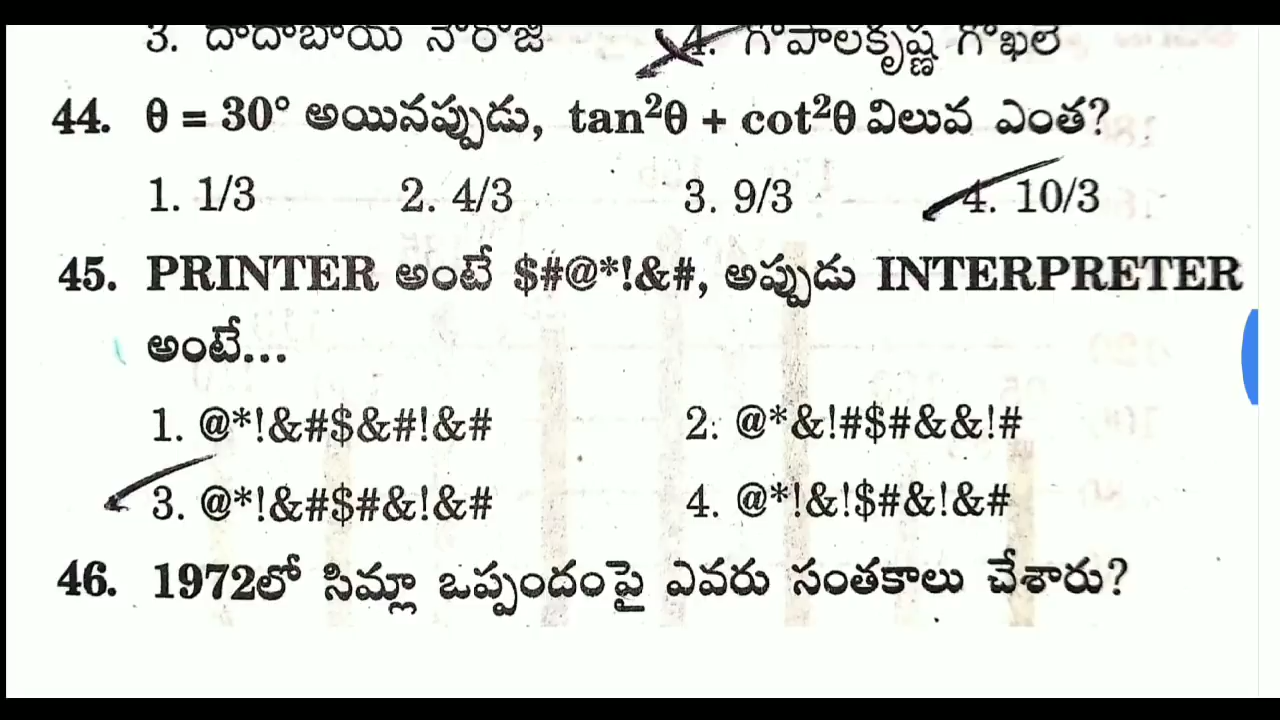 3. దాదాబాయి నౌరోజీ 4. గోపాలకృష్ణ గోఖలే
44. θ = 30° అయినప్పుడు, tan²θ + cot²θ విలువ ఎంత?
1. 1/3 2. 4/3 3. 9/3 4. 10/3
45. PRINTER అంటే $#@*!&#, అప్పుడు INTERPRETER
అంటే...
1. @*!&#$&#!&# 2. @*&!#$#&&!#
3. @*!&#$#&!&# 4. @*!&!$#&!&#
46. 1972లో సిమ్లా ఒప్పందంపై ఎవరు సంతకాలు చేశారు?